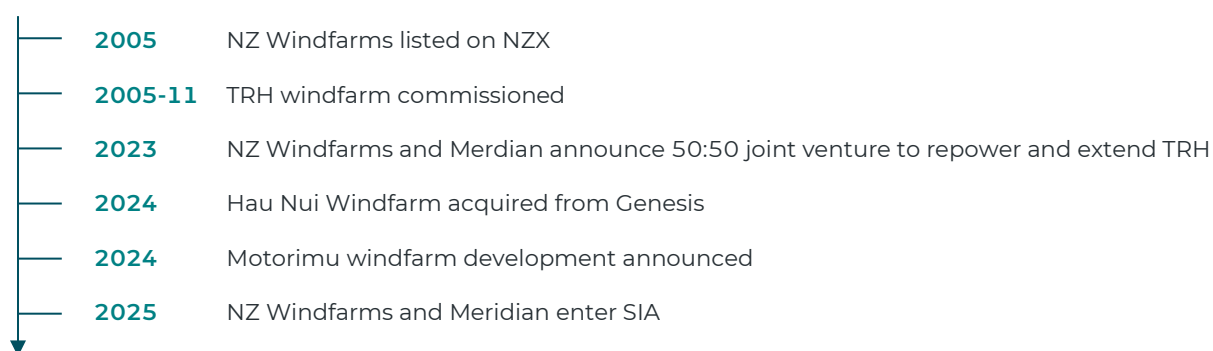 2005 NZ Windfarms listed on NZX
2005-11 TRH windfarm commissioned
2023 NZ Windfarms and Merdian announce 50:50 joint venture to repower and extend TRH
2024 Hau Nui Windfarm acquired from Genesis
2024 Motorimu windfarm development announced
2025 NZ Windfarms and Meridian enter SIA